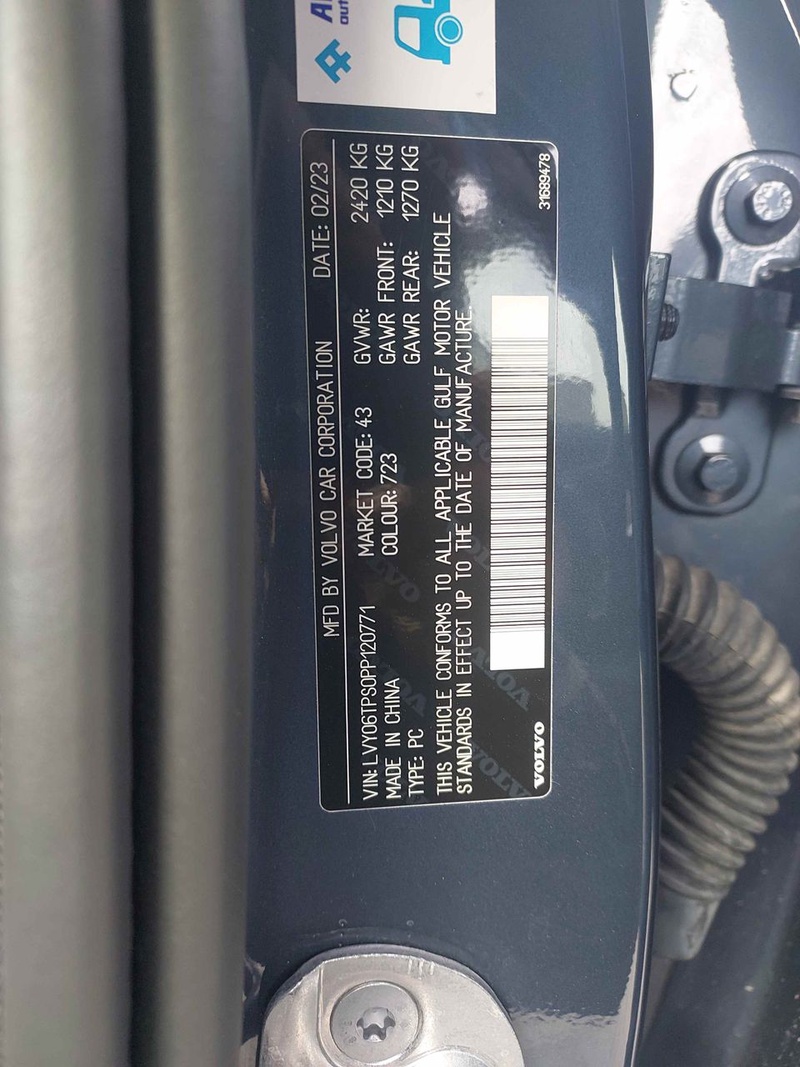 MFD BY VOLVO CAR CORPORATION DATE: 02/23
VIN: LVY06TPS0PP120771 MARKET CODE: 43 GVWR: 2420 KG
MADE IN CHINA COLOUR: 723 GAWR FRONT: 1210 KG
TYPE: PC GAWR REAR: 1270 KG
THIS VEHICLE CONFORMS TO ALL APPLICABLE GULF MOTOR VEHICLE
STANDARDS IN EFFECT UP TO THE DATE OF MANUFACTURE.
VOLVO 31689478